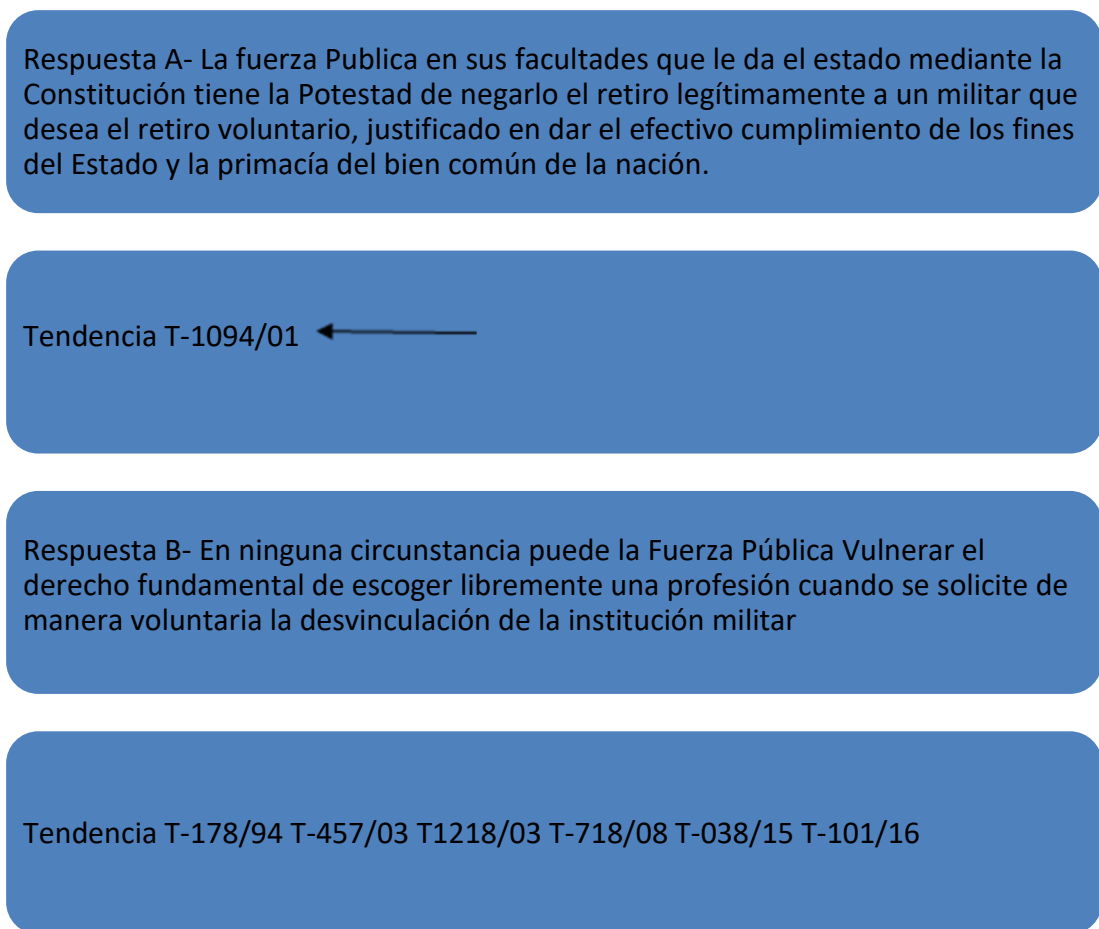 Respuesta A- La fuerza Publica en sus facultades que le da el estado mediante la
Constitución tiene la Potestad de negarlo el retiro legítimamente a un militar que
desea el retiro voluntario, justificado en dar el efectivo cumplimiento de los fines
del Estado y la primacía del bien común de la nación.
Tendencia T-1094/01
Respuesta B- En ninguna circunstancia puede la Fuerza Pública Vulnerar el
derecho fundamental de escoger libremente una profesión cuando se solicite de
manera voluntaria la desvinculación de la institución militar
Tendencia T-178/94 T-457/03 T1218/03 T-718/08 T-038/15 T-101/16